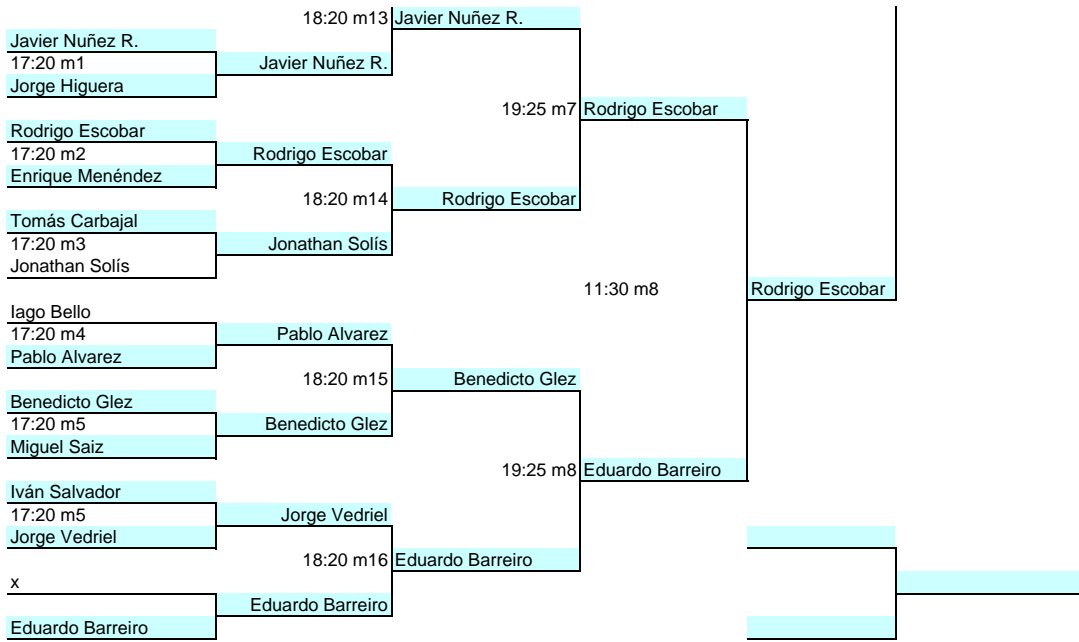 18:20 m13 Javier Nuñez R.
Javier Nuñez R.
17:20 m1 Javier Nuñez R.
Jorge Higuera
19:25 m7 Rodrigo Escobar
Rodrigo Escobar
17:20 m2 Rodrigo Escobar
Enrique Menéndez
18:20 m14 Rodrigo Escobar
Tomás Carbajal
17:20 m3 Jonathan Solís
Jonathan Solís
11:30 m8 Rodrigo Escobar
Iago Bello
17:20 m4 Pablo Alvarez
Pablo Alvarez
18:20 m15 Benedicto Glez
Benedicto Glez
17:20 m5 Benedicto Glez
Miguel Saiz
19:25 m8 Eduardo Barreiro
Iván Salvador
17:20 m5 Jorge Vedriel
Jorge Vedriel
18:20 m16 Eduardo Barreiro
x
Eduardo Barreiro
Eduardo Barreiro